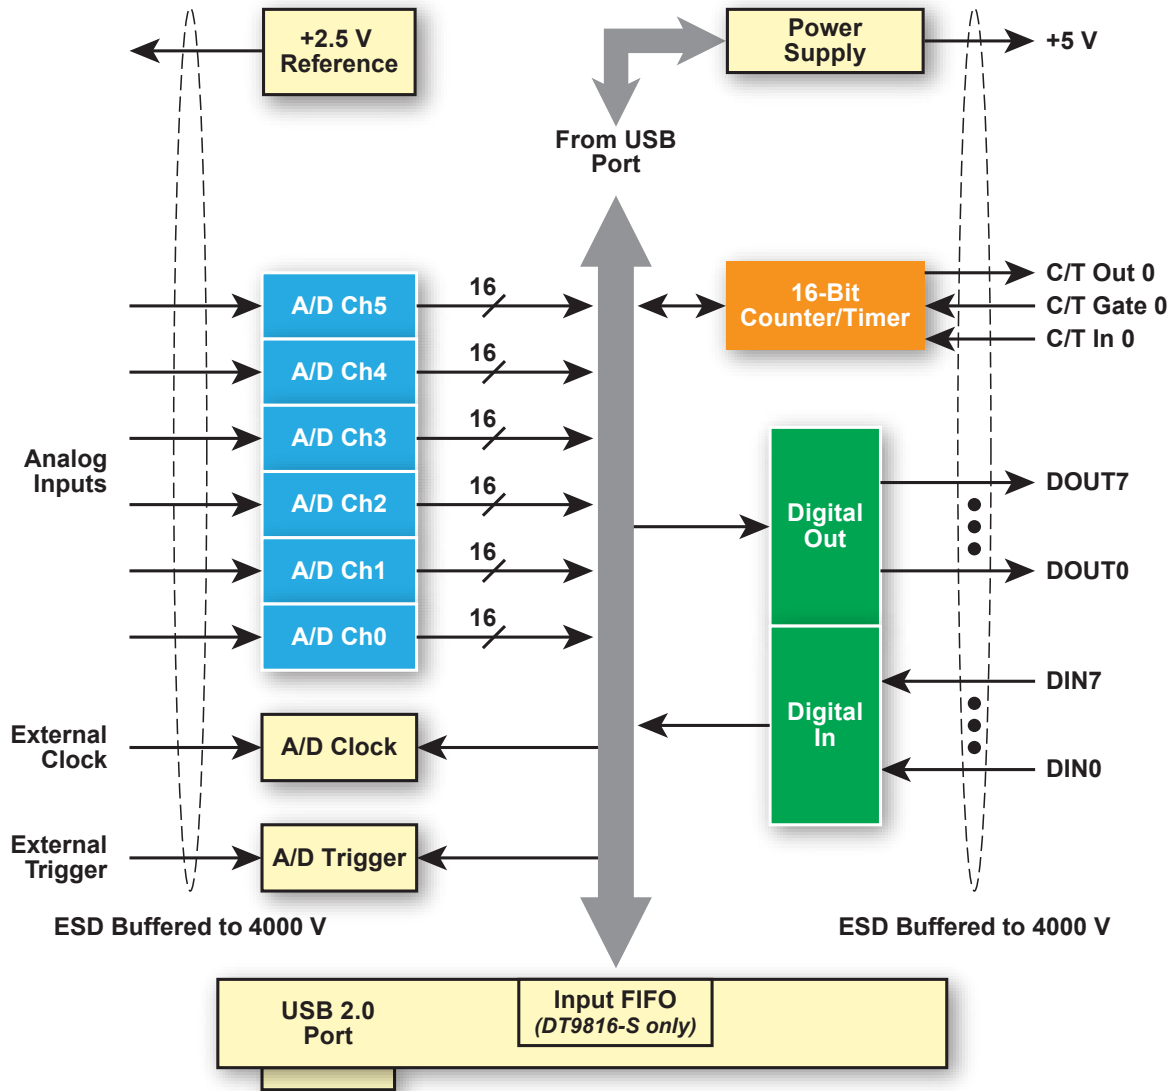 +2.5 V
Reference
Power
Supply
+5 V
From USB
Port
A/D Ch5
16
16-Bit
Counter/Timer
C/T Out 0
C/T Gate 0
C/T In 0
A/D Ch4
16
A/D Ch3
16
Analog
Inputs
A/D Ch2
16
A/D Ch1
16
A/D Ch0
16
Digital
Out
DOUT7
DOUT0
Digital
In
DIN7
DIN0
External
Clock
A/D Clock
External
Trigger
A/D Trigger
ESD Buffered to 4000 V
ESD Buffered to 4000 V
USB 2.0
Port
Input FIFO
(DT9816-S only)